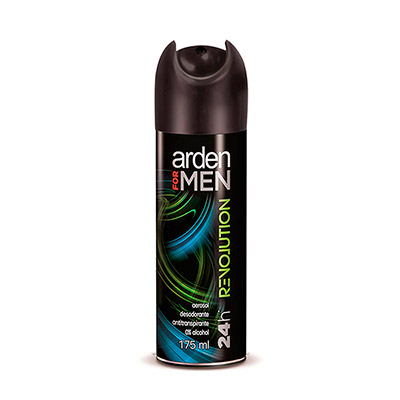 arden
FOR
MEN
24h REVOLUTION
aerosol
desodorante
antitranspirante
0% alcohol
175 ml